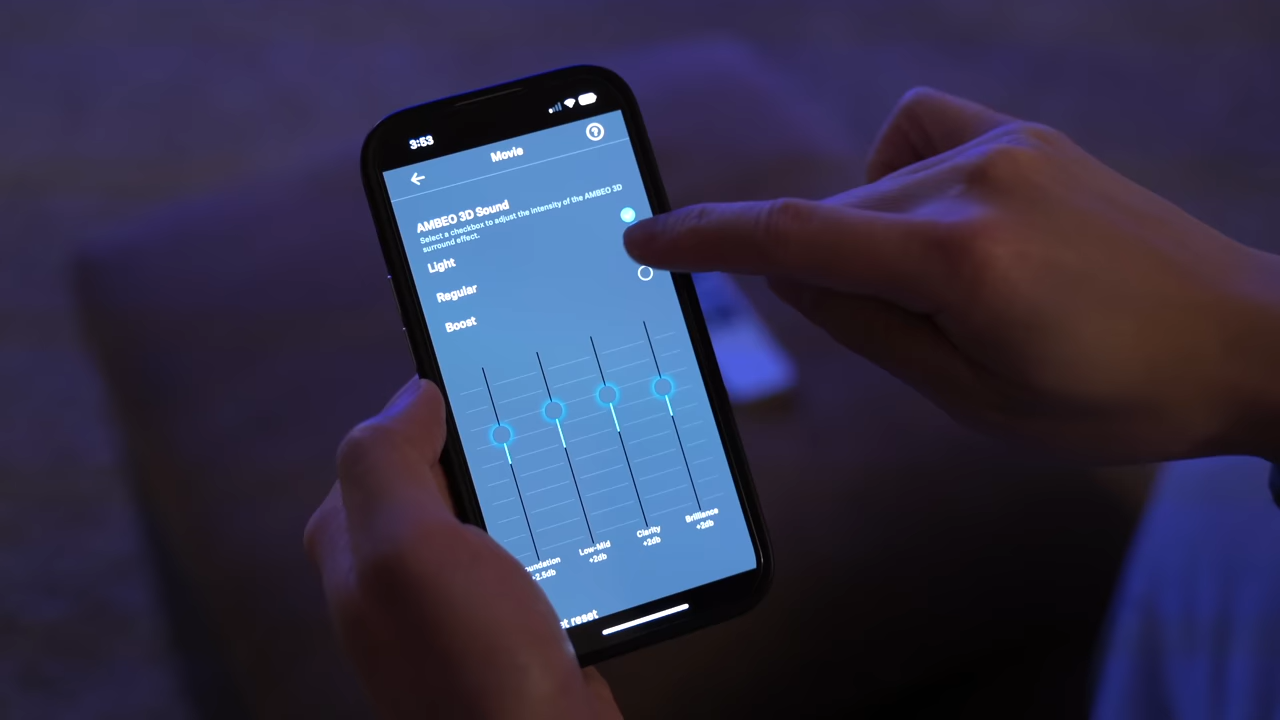 3:53
Movie
AMBEO 3D Sound
Select a checkbox to adjust the intensity of the AMBEO 3D
surround effect.
Light
Regular
Boost
Low-Mid
+2db
Clarity
+2db
Brilliance
+2db
reset